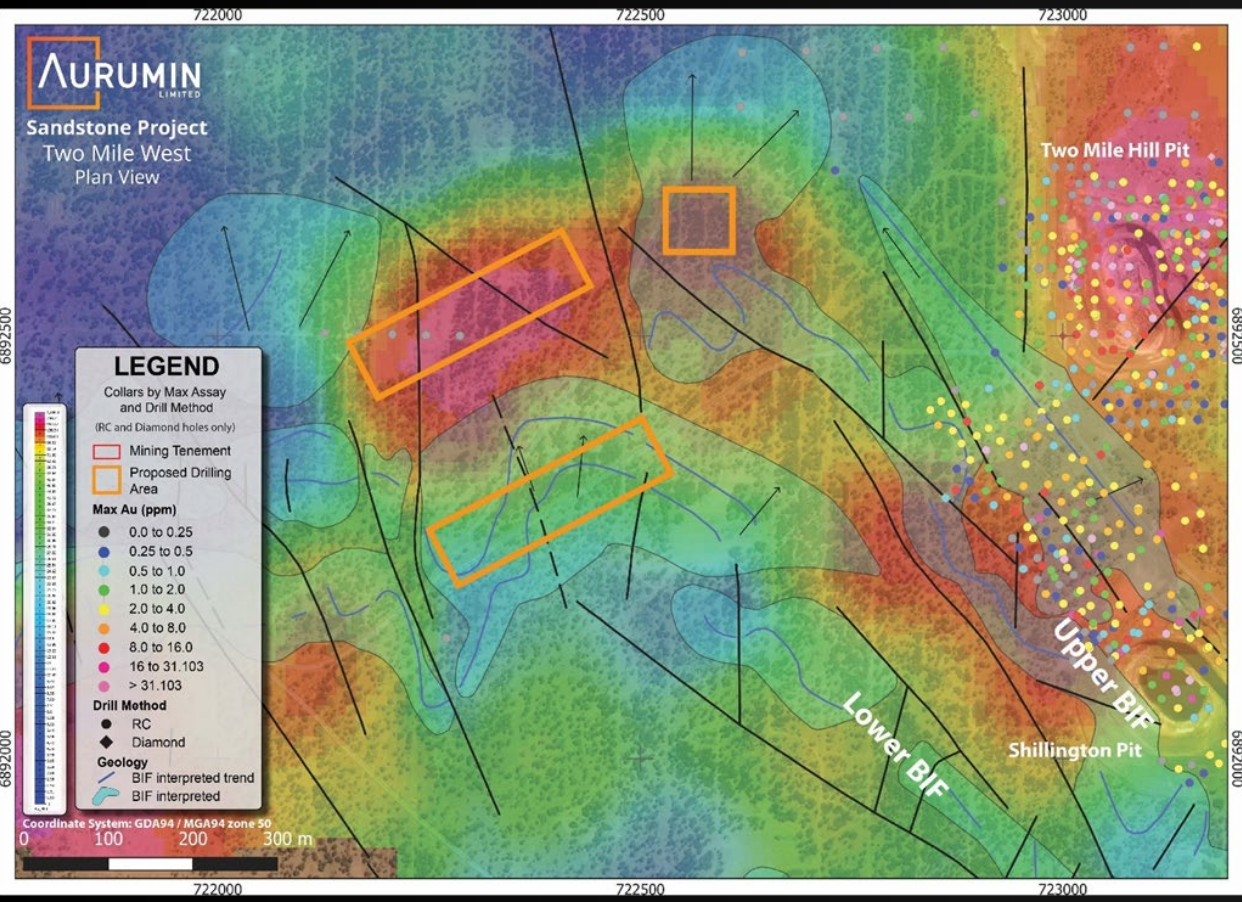 722000
722500
723000
AURUMIN
LIMITED
Sandstone Project
Two Mile West
Plan View
Two Mile Hill Pit
6892500
6892500
LEGEND
Collars by Max Assay
and Drill Method
(RC and Diamond holes only)
Mining Tenement
Proposed Drilling
Area
Max Au (ppm)
0.0 to 0.25
0.25 to 0.5
0.5 to 1.0
1.0 to 2.0
2.0 to 4.0
4.0 to 8.0
8.0 to 16.0
16 to 31.103
> 31.103
Drill Method
RC
Diamond
Geology
BIF interpreted trend
BIF interpreted
Upper BIF
Lower BIF
Shillington Pit
6892000
6892000
Coordinate System: GDA94 / MGA94 zone 50
0 100 200 300 m
722000
722500
723000